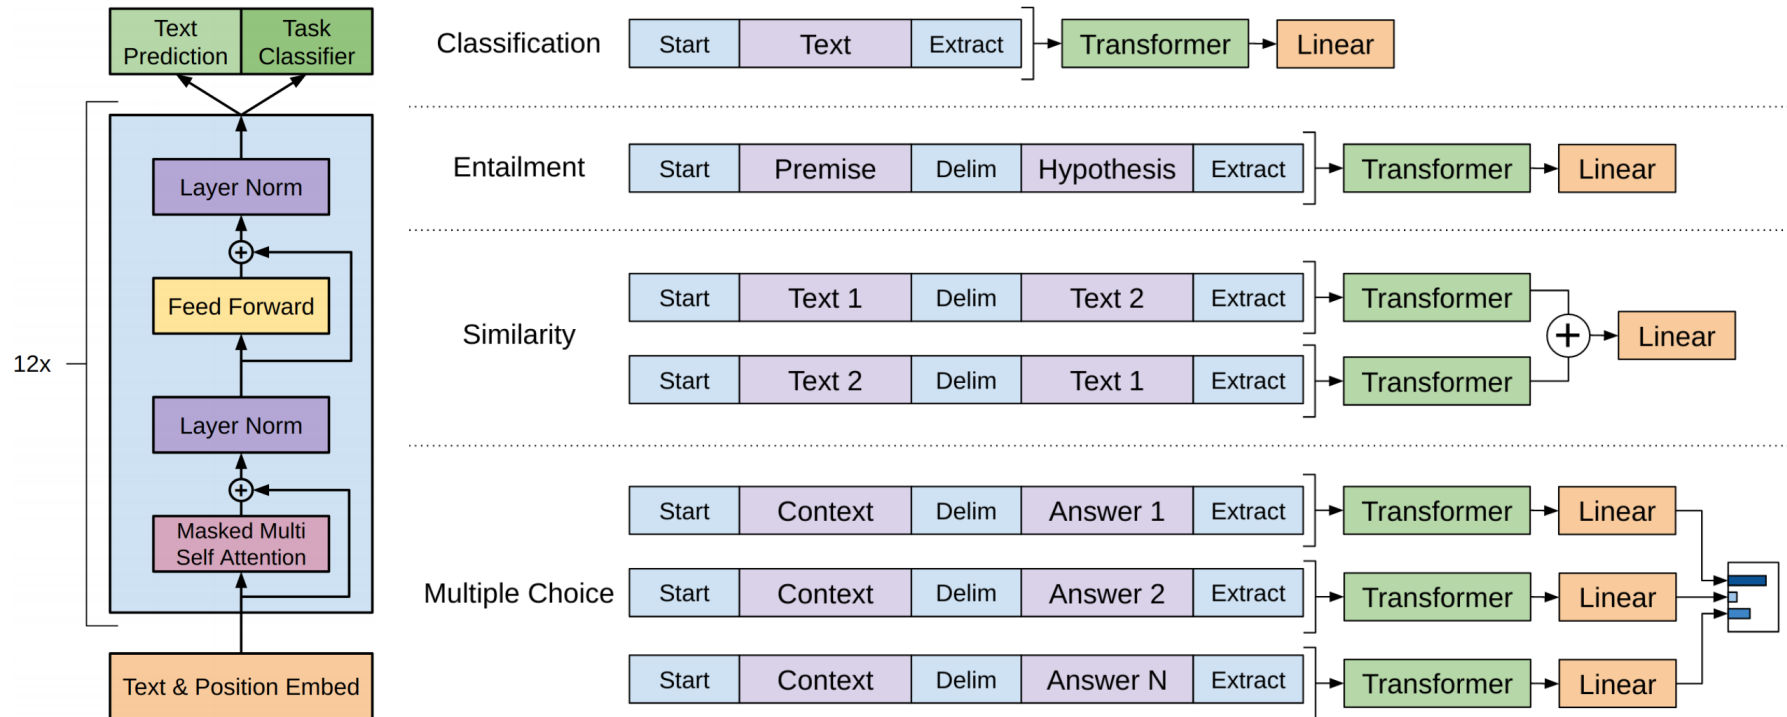 Text
Prediction
Task
Classifier
Layer Norm
+
Feed Forward
12x
Layer Norm
+
Masked Multi
Self Attention
Text & Position Embed
Classification Start Text Extract Transformer Linear
Entailment Start Premise Delim Hypothesis Extract Transformer Linear
Similarity
Start Text 1 Delim Text 2 Extract Transformer
+ Linear
Start Text 2 Delim Text 1 Extract Transformer
Multiple Choice
Start Context Delim Answer 1 Extract Transformer Linear
Start Context Delim Answer 2 Extract Transformer Linear
Start Context Delim Answer N Extract Transformer Linear